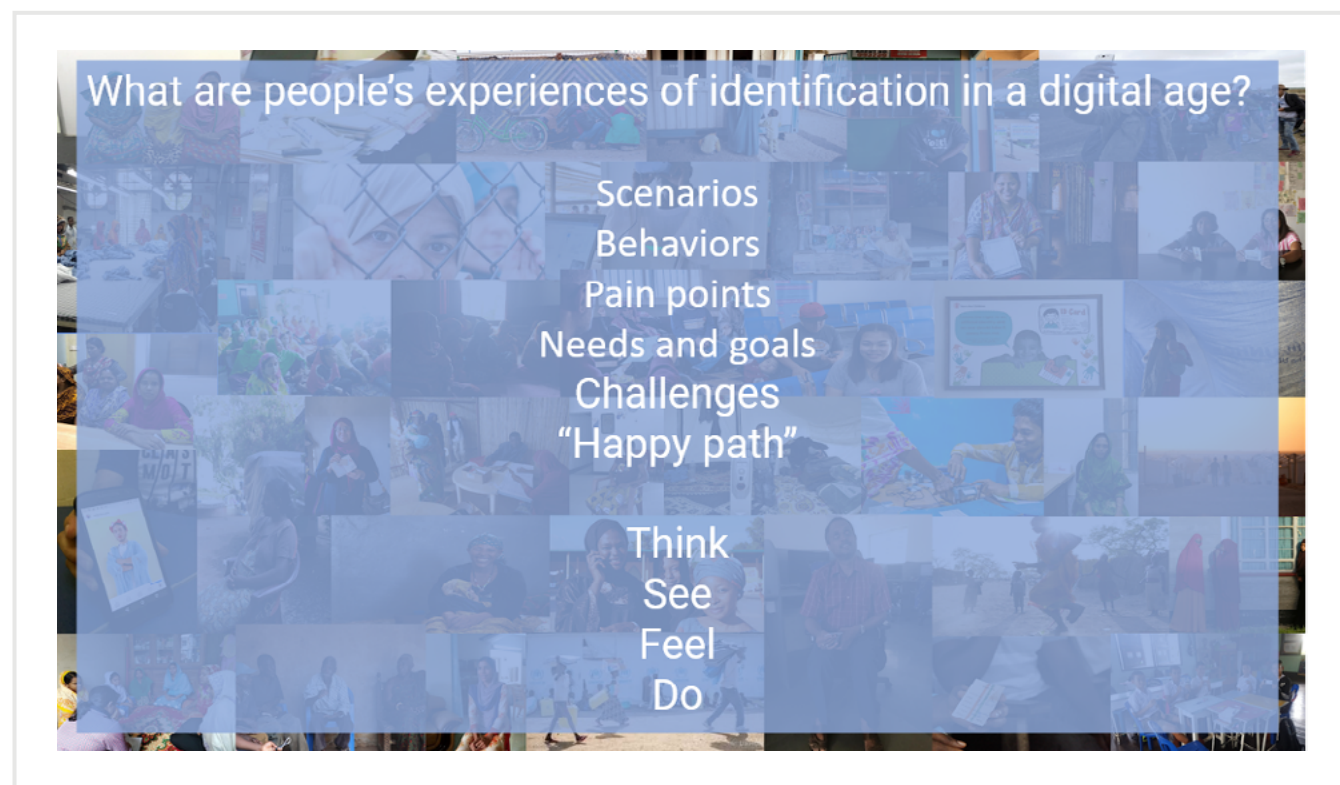 What are people's experiences of identification in a digital age?
Scenarios
Behaviors
Pain points
Needs and goals
Challenges
“Happy path”
Think
See
Feel
Do